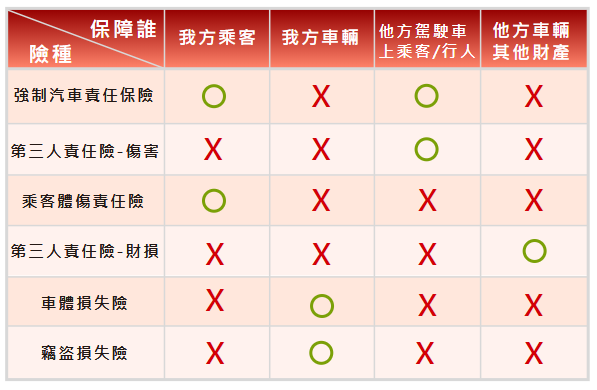 保障誰
險種
我方乘客
我方車輛
他方駕駛車
上乘客/行人
他方車輛
其他財產
強制汽車責任保險 ○ X ○ X
第三人責任險-傷害 X X ○ X
乘客體傷責任險 ○ X X X
第三人責任險-財損 X X X ○
車體損失險 X ○ X X
竊盜損失險 X ○ X X